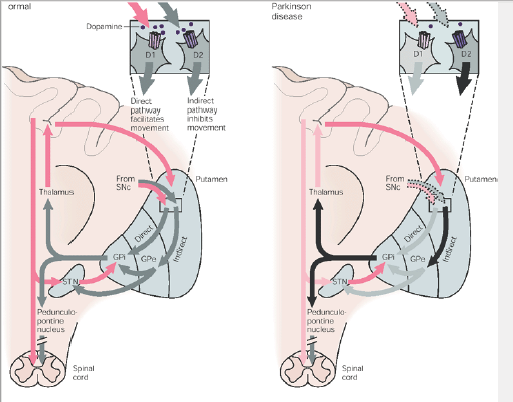 ormal
Dopamine
D1
D2
Direct
pathway
facilitates
movement
Indirect
pathway
inhibits
movement
From
SNc
Putamen
Thalamus
Direct
Indirect
GPi
GPe
STN
Pedunculo-
pontine
nucleus
Spinal
cord
Parkinson
disease
D1
D2
From
SNc
Putamen
Thalamus
Direct
Indirect
GPi
GPe
STN
Pedunculo-
pontine
nucleus
Spinal
cord